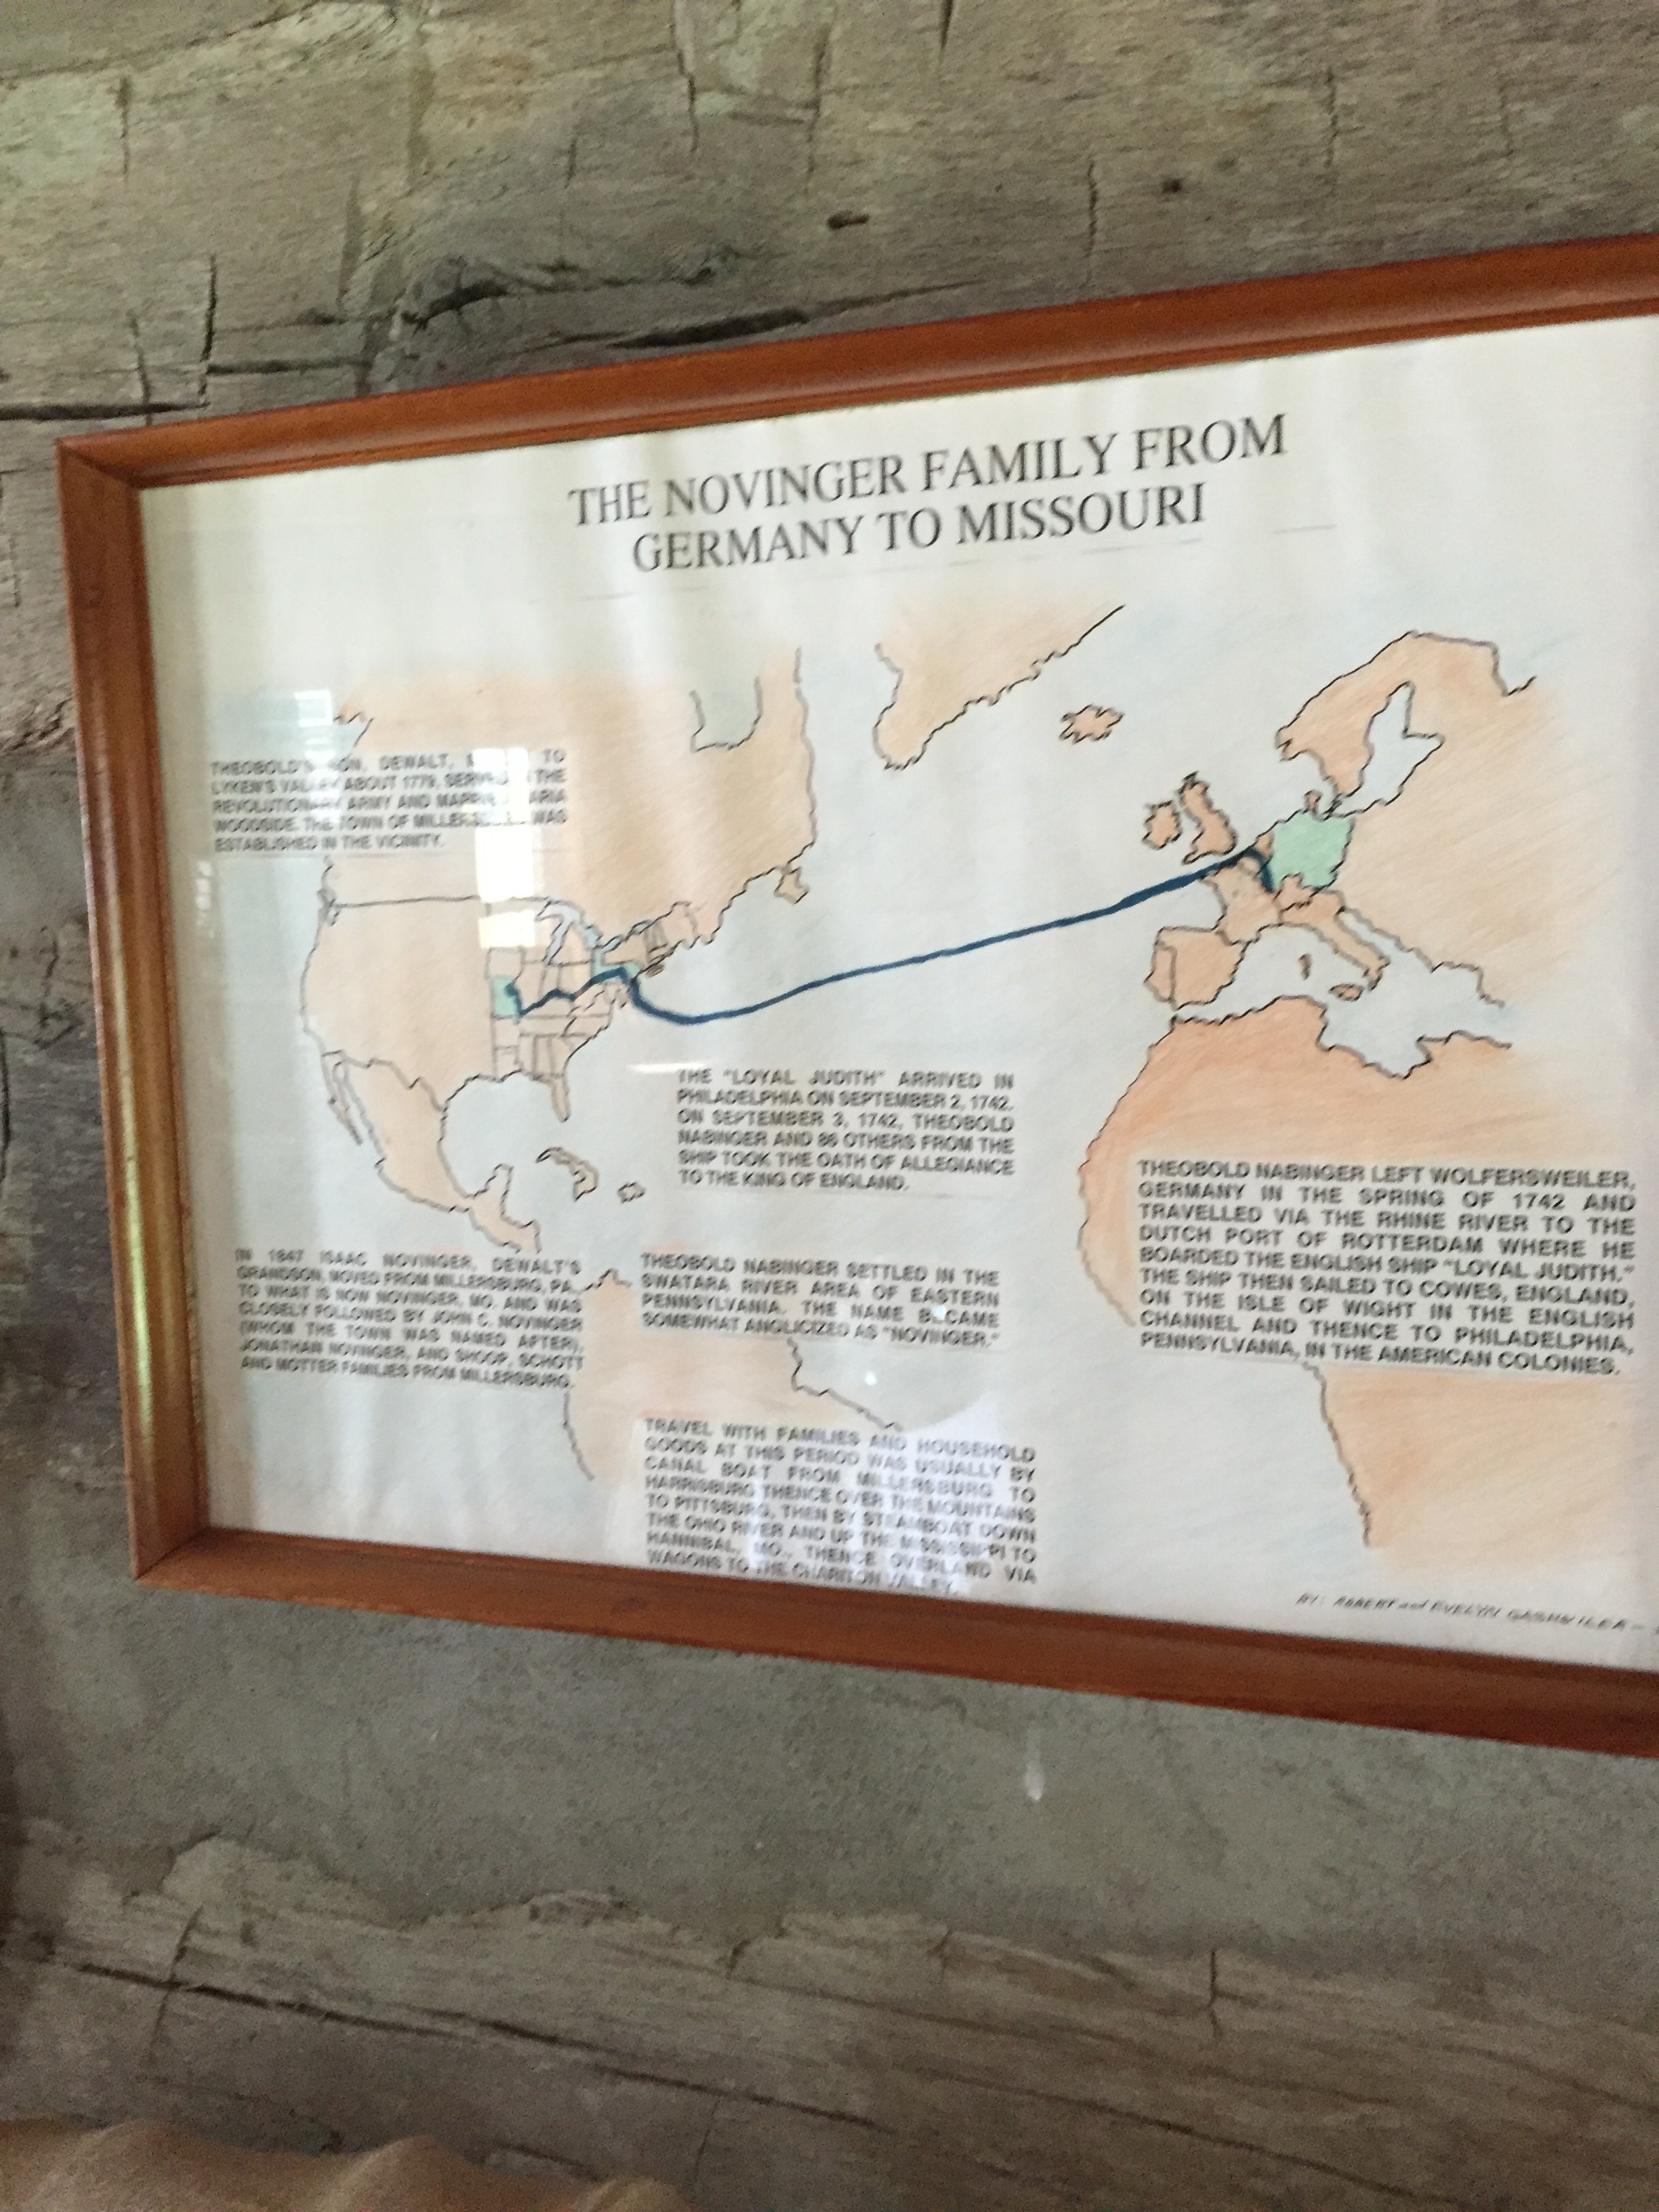 THE NOVINGER FAMILY FROM
GERMANY TO MISSOURI
THEOBOLD'S SON, DEWALT, TO
LYKEN'S VALLEY ABOUT 1779, SERVED THE
REVOLUTIONARY ARMY AND MARRIED ARIA
WOODSIDE. THE TOWN OF MILLERSBURG WAS
ESTABLISHED IN THE VICINITY.
THE "LOYAL JUDITH" ARRIVED IN
PHILADELPHIA ON SEPTEMBER 2, 1742.
ON SEPTEMBER 3, 1742, THEOBOLD
NABINGER AND 86 OTHERS FROM THE
SHIP TOOK THE OATH OF ALLEGIANCE
TO THE KING OF ENGLAND.
THEOBOLD NABINGER LEFT WOLFERSWEILER,
GERMANY IN THE SPRING OF 1742 AND
TRAVELLED VIA THE RHINE RIVER TO THE
DUTCH PORT OF ROTTERDAM WHERE HE
BOARDED THE ENGLISH SHIP "LOYAL JUDITH."
THE SHIP THEN SAILED TO COWES, ENGLAND,
ON THE ISLE OF WIGHT IN THE ENGLISH
CHANNEL AND THENCE TO PHILADELPHIA,
PENNSYLVANIA, IN THE AMERICAN COLONIES.
IN 1847 ISAAC NOVINGER, DEWALT'S
GRANDSON, MOVED FROM MILLERSBURG, PA.
TO WHAT IS NOW NOVINGER, MO. AND WAS
CLOSELY FOLLOWED BY JOHN C. NOVINGER
(WHOM THE TOWN WAS NAMED AFTER),
JONATHAN NOVINGER, AND SHOOP, SCHOTT
AND MOTTER FAMILIES FROM MILLERSBURG.
THEOBOLD NABINGER SETTLED IN THE
SWATARA RIVER AREA OF EASTERN
PENNSYLVANIA. THE NAME BECAME
SOMEWHAT ANGLICIZED AS "NOVINGER."
TRAVEL WITH FAMILIES AND HOUSEHOLD
GOODS AT THIS PERIOD WAS USUALLY BY
CANAL BOAT FROM MILLERSBURG TO
HARRISBURG THENCE OVER THE MOUNTAINS
TO PITTSBURG, THEN BY STEAMBOAT DOWN
THE OHIO RIVER AND UP THE MISSISSIPPI TO
HANNIBAL, MO., THENCE OVERLAND VIA
WAGONS TO THE CHARITON VALLEY.
BY: ROBERT and EVELYN GASHWILER -